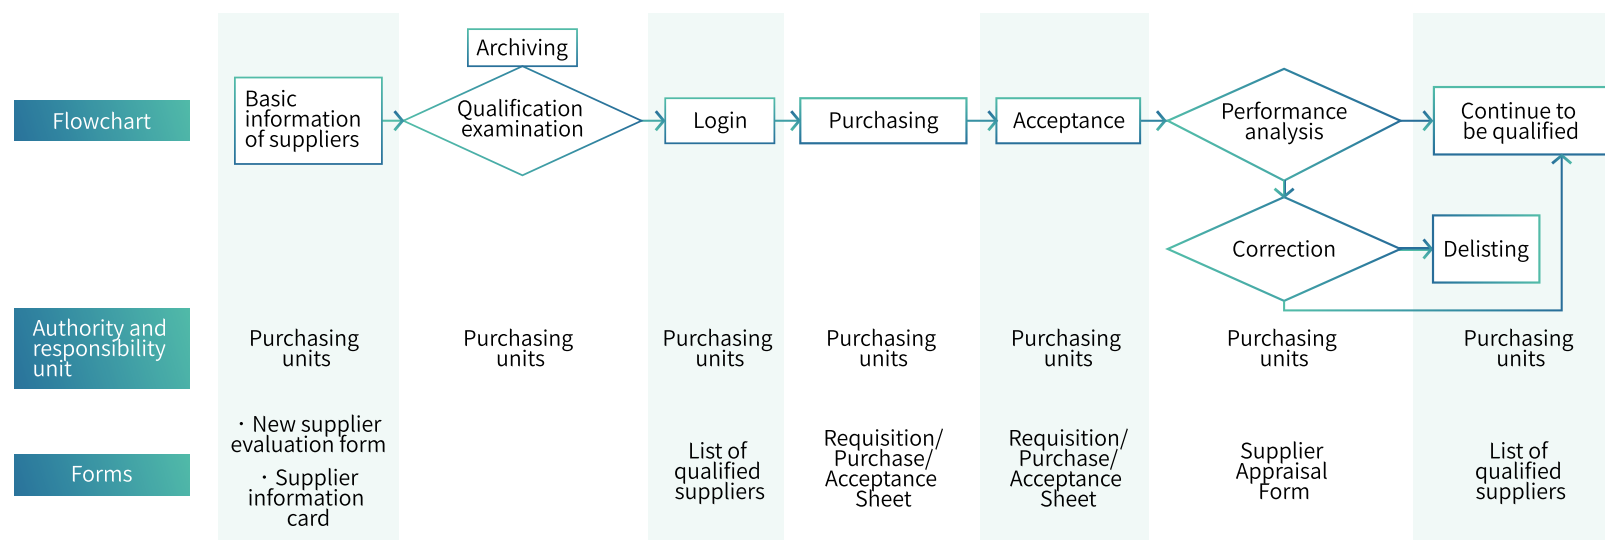 Flowchart
Basic
information
of suppliers
Archiving
Qualification
examination
Login
Purchasing
Acceptance
Performance
analysis
Continue to
be qualified
Correction
Delisting
Authority and
responsibility
unit
Purchasing
units
Purchasing
units
Purchasing
units
Purchasing
units
Purchasing
units
Purchasing
units
Purchasing
units
Forms
· New supplier
evaluation form
· Supplier
information
card
List of
qualified
suppliers
Requisition/
Purchase/
Acceptance
Sheet
Requisition/
Purchase/
Acceptance
Sheet
Supplier
Appraisal
Form
List of
qualified
suppliers